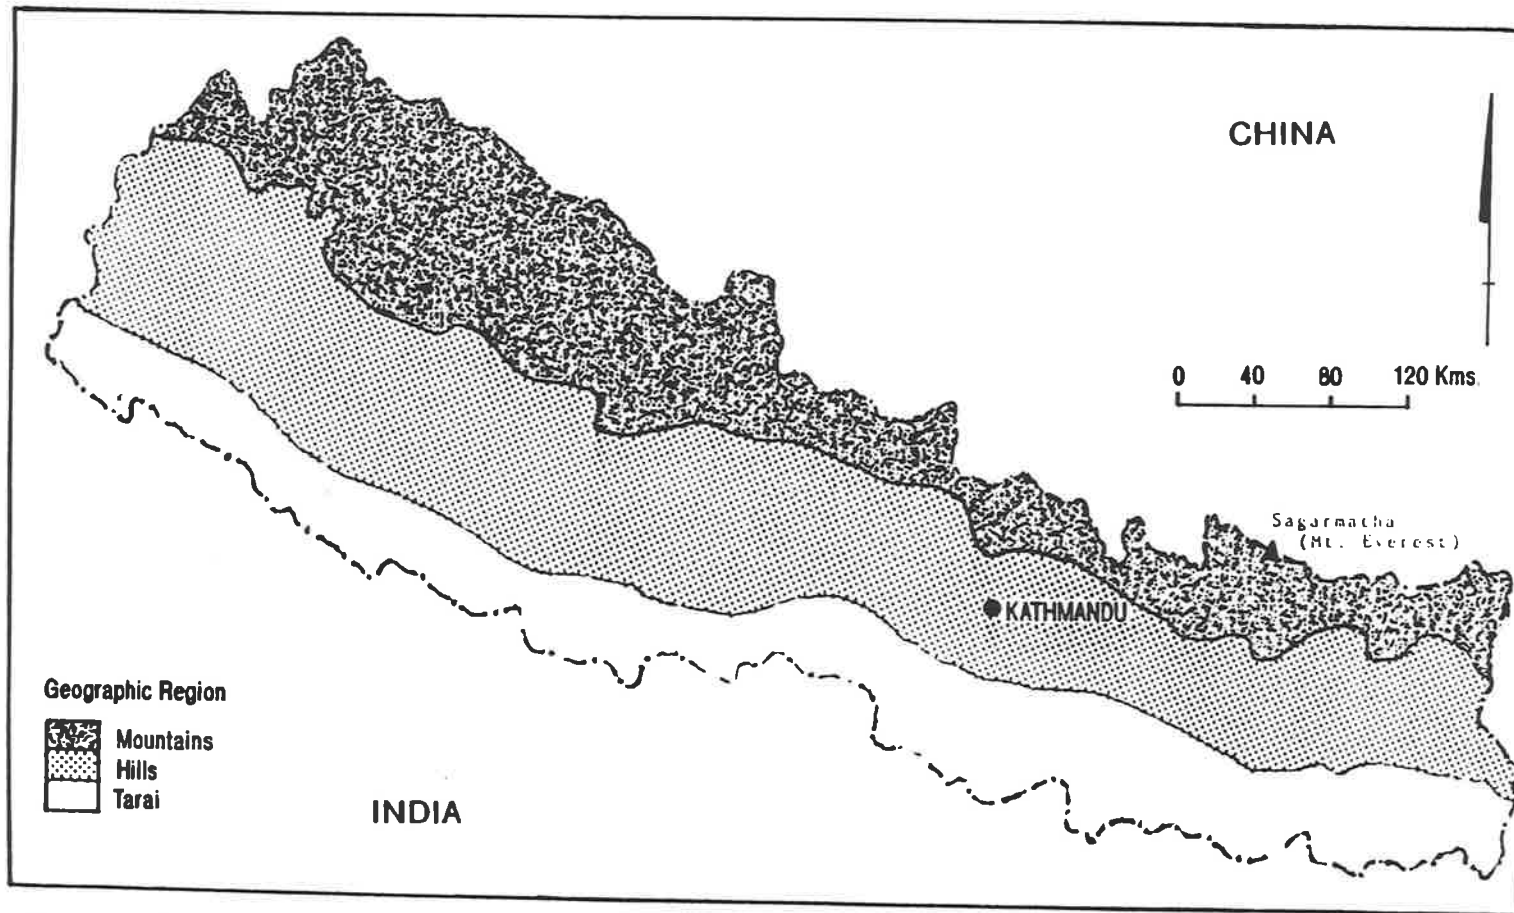 CHINA
0 40 80 120 Kms.
Sagarmatha
(Mt. Everest)
KATHMANDU
Geographic Region
Mountains
Hills
Tarai
INDIA